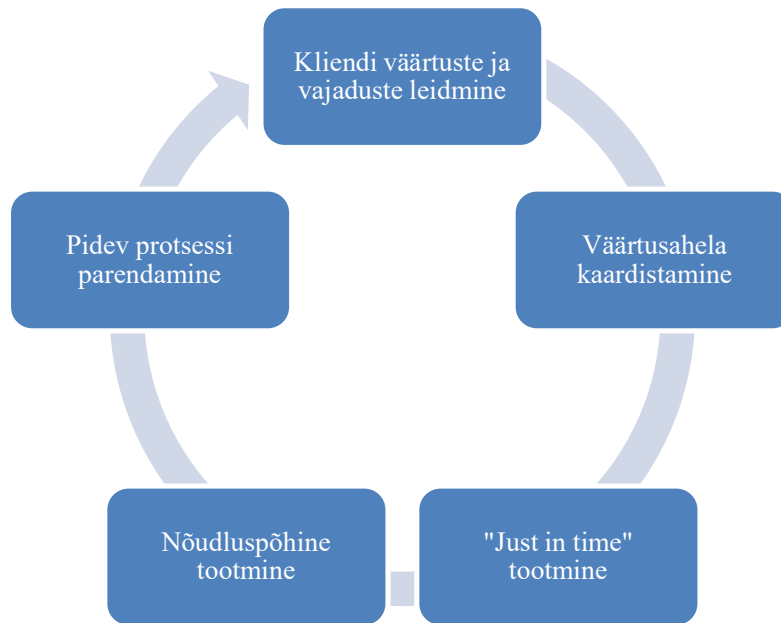 Kliendi väärtuste ja
vajaduste leidmine
Väärtusahela
kaardistamine
"Just in time"
tootmine
Nõudluspõhine
tootmine
Pidev protsessi
parendamine